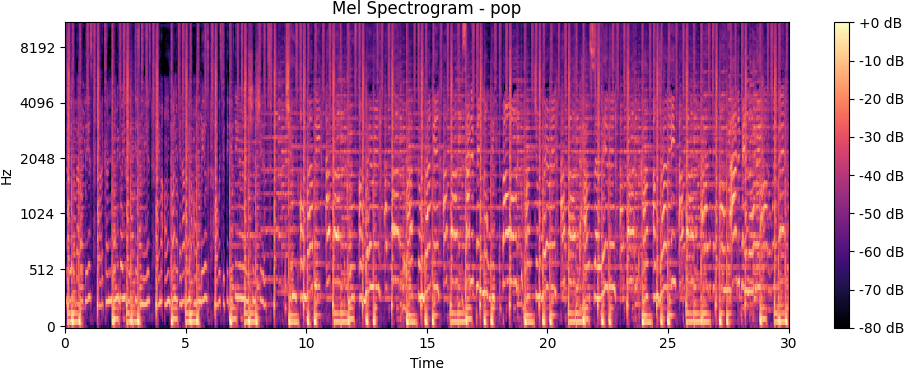 Mel Spectrogram - pop
Hz
8192
4096
2048
1024
512
0
0 5 10 15 20 25 30
Time
+0 dB
-10 dB
-20 dB
-30 dB
-40 dB
-50 dB
-60 dB
-70 dB
-80 dB